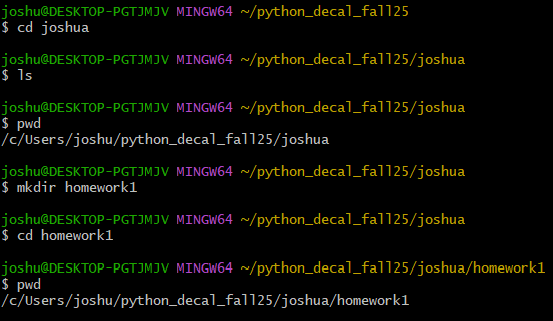 joshu@DESKTOP-PGTJMJV MINGW64 ~/python_decal_fall25
$ cd joshua
joshu@DESKTOP-PGTJMJV MINGW64 ~/python_decal_fall25/joshua
$ ls
joshu@DESKTOP-PGTJMJV MINGW64 ~/python_decal_fall25/joshua
$ pwd
/c/Users/joshu/python_decal_fall25/joshua
joshu@DESKTOP-PGTJMJV MINGW64 ~/python_decal_fall25/joshua
$ mkdir homework1
joshu@DESKTOP-PGTJMJV MINGW64 ~/python_decal_fall25/joshua
$ cd homework1
joshu@DESKTOP-PGTJMJV MINGW64 ~/python_decal_fall25/joshua/homework1
$ pwd
/c/Users/joshu/python_decal_fall25/joshua/homework1